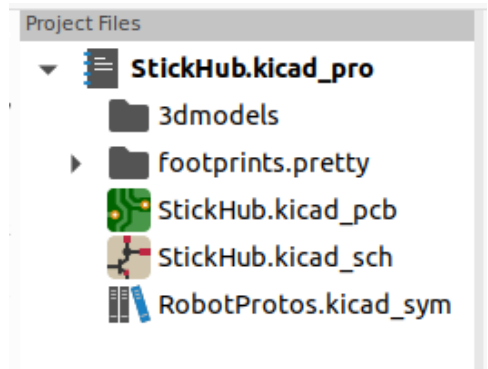 Project Files
StickHub.kicad_pro
3dmodels
footprints.pretty
StickHub.kicad_pcb
StickHub.kicad_sch
RobotProtos.kicad_sym